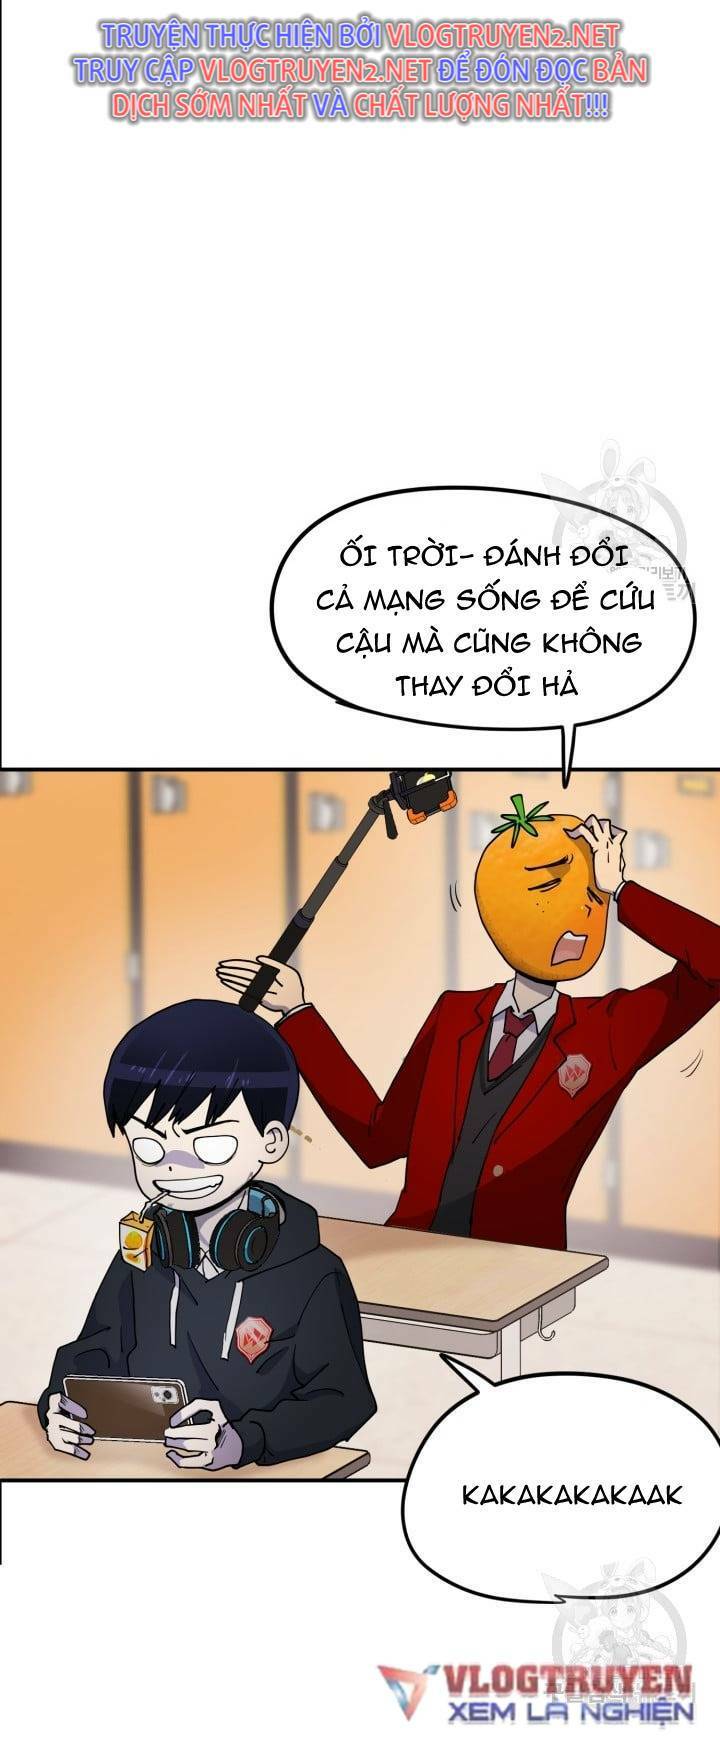 TRUYỆN THỰC HIỆN BỞI VLOGTRUYEN2.NET
TRUY CẬP VLOGTRUYEN2.NET ĐỂ ĐÓN ĐỌC BẢN
DỊCH SỚM NHẤT VÀ CHẤT LƯỢNG NHẤT!!!
ỐI TRỜI- ĐÁNH ĐỔI
CẢ MẠNG SỐNG ĐỂ CỨU
CẬU MÀ CŨNG KHÔNG
THAY ĐỔI HẢ
KAKAKAKAKAAK
VLOGTRUYEN
XEM LÀ NGHIỆN